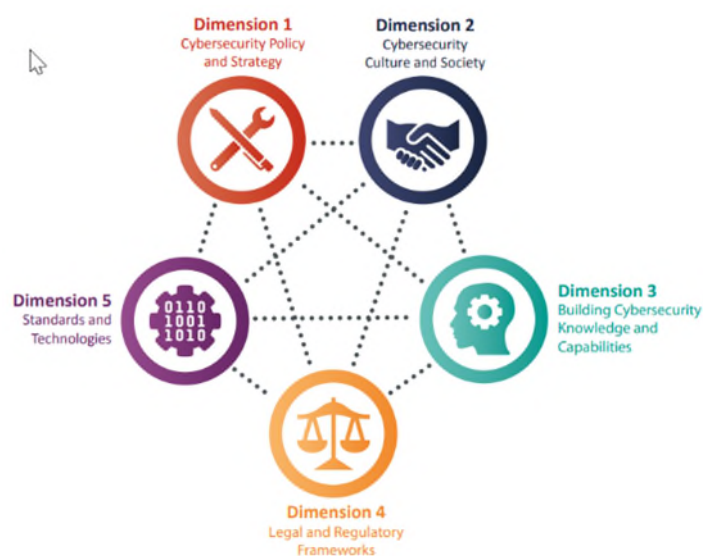 Dimension 1
Cybersecurity Policy
and Strategy
Dimension 2
Cybersecurity
Culture and Society
Dimension 5
Standards and
Technologies
0110
1001
1010
Dimension 3
Building Cybersecurity
Knowledge and
Capabilities
Dimension 4
Legal and Regulatory
Frameworks